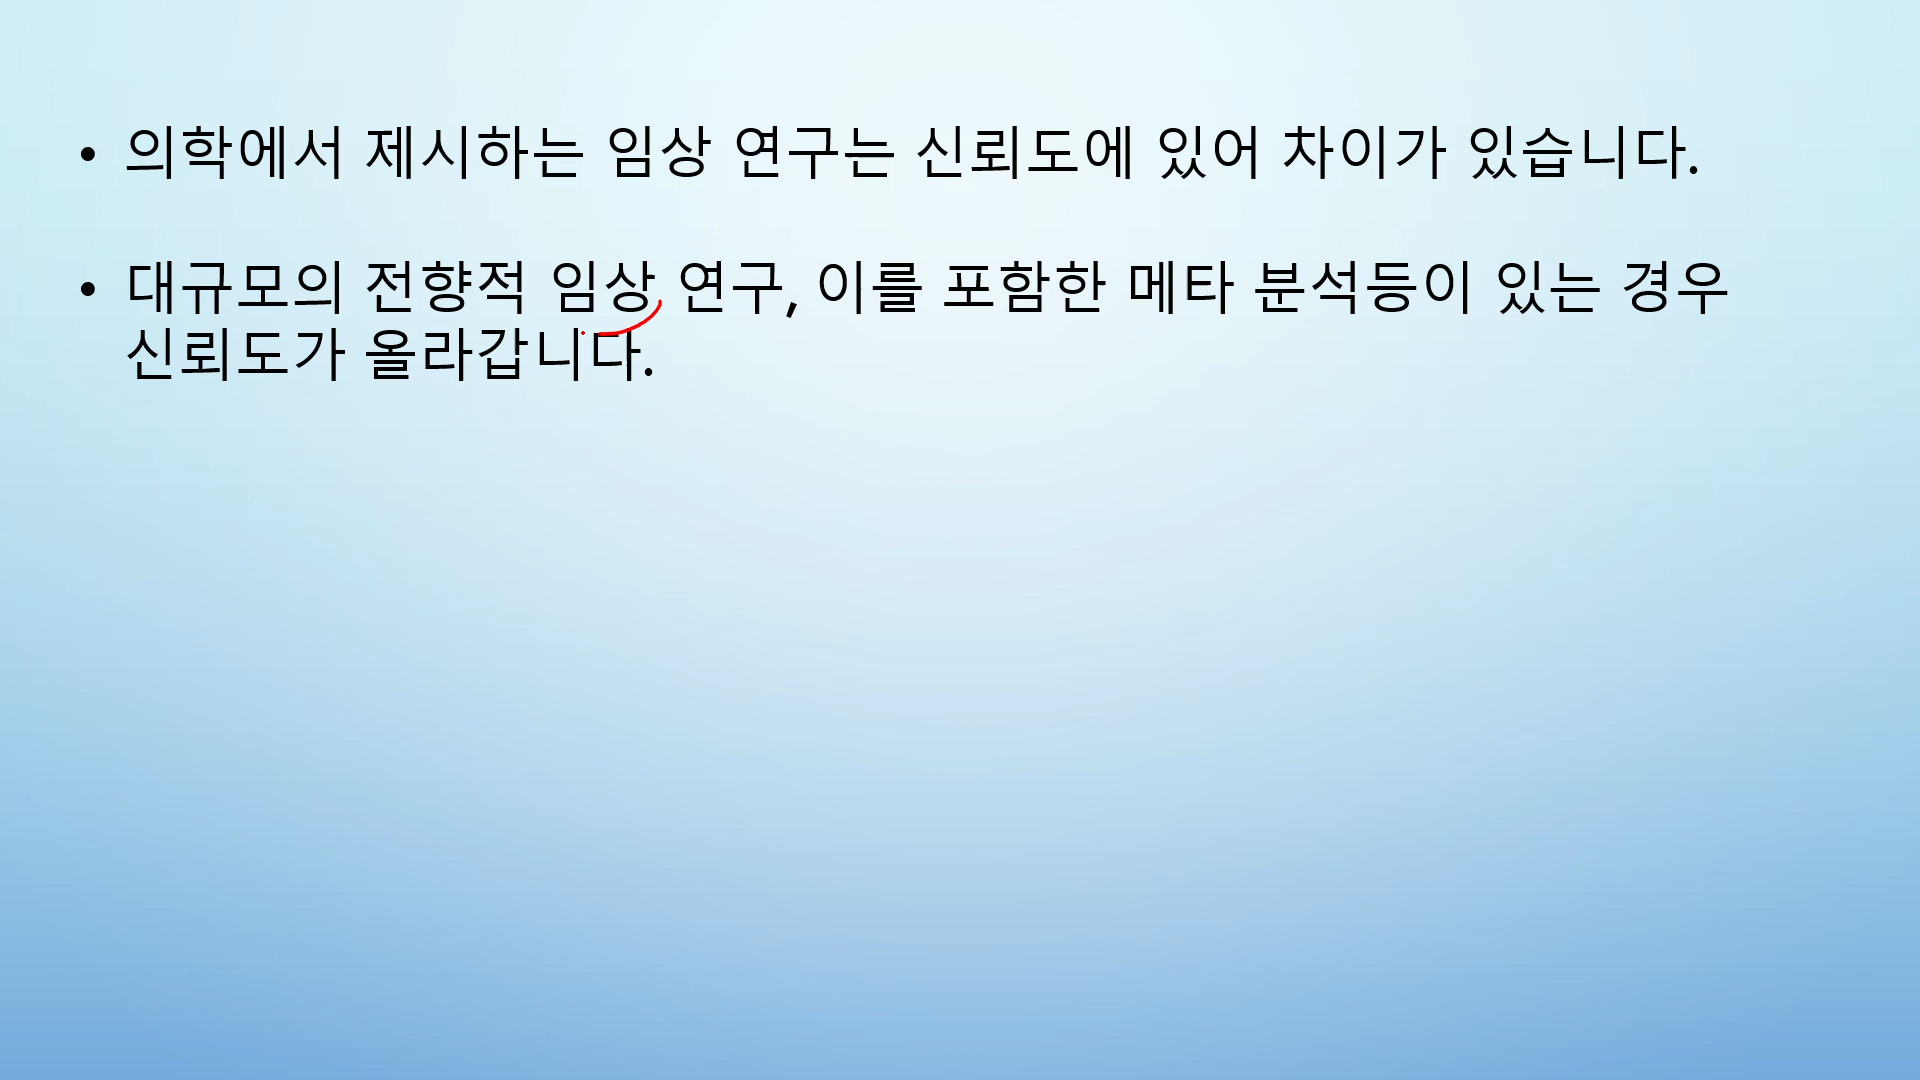 • 의학에서 제시하는 임상 연구는 신뢰도에 있어 차이가 있습니다.
• 대규모의 전향적 임상 연구, 이를 포함한 메타 분석등이 있는 경우
신뢰도가 올라갑니다.